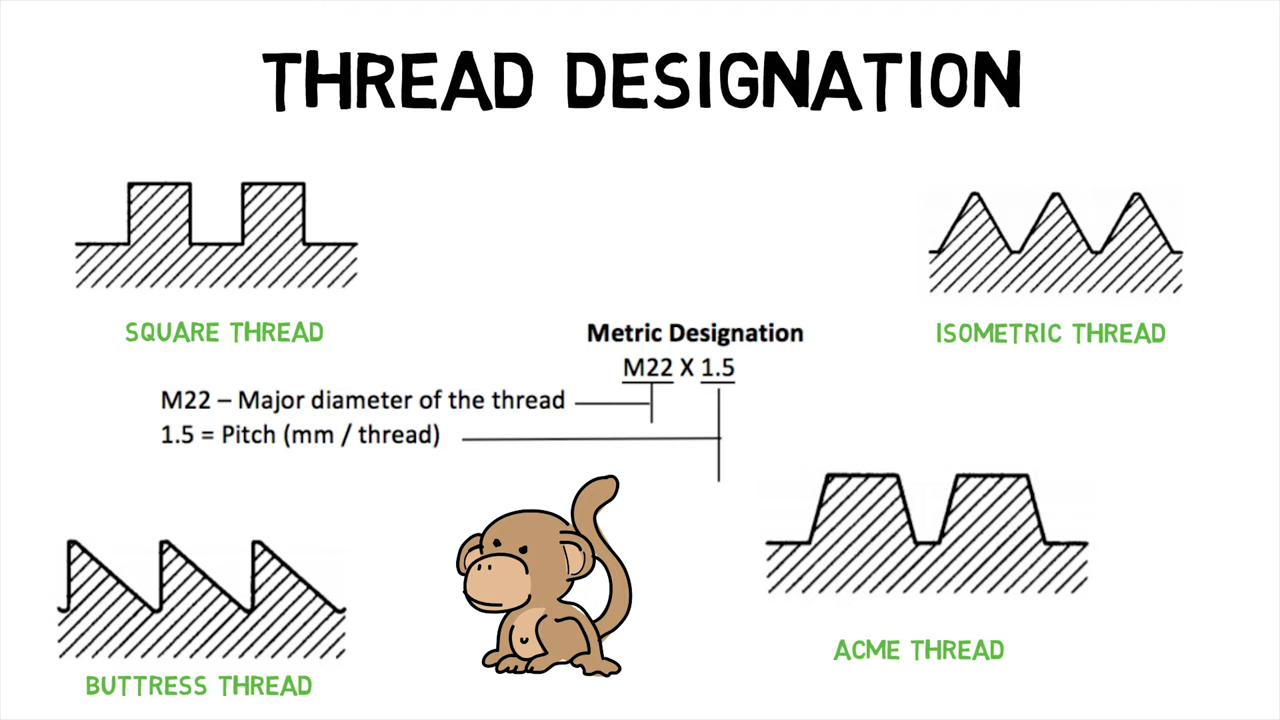 THREAD DESIGNATION
SQUARE THREAD
ISOMETRIC THREAD
Metric Designation
M22 X 1.5
M22 – Major diameter of the thread
1.5 = Pitch (mm / thread)
ACME THREAD
BUTTRESS THREAD